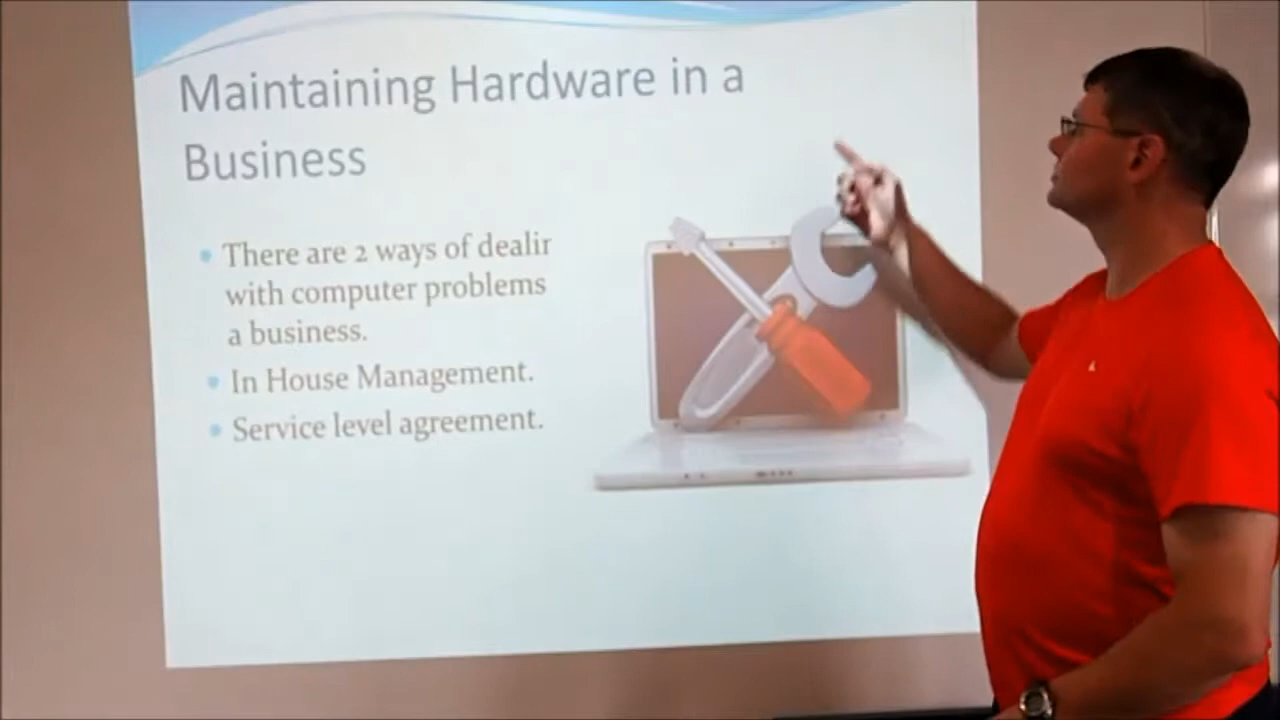 Maintaining Hardware in a
Business
There are 2 ways of dealin
with computer problems
a business.
In House Management.
Service level agreement.